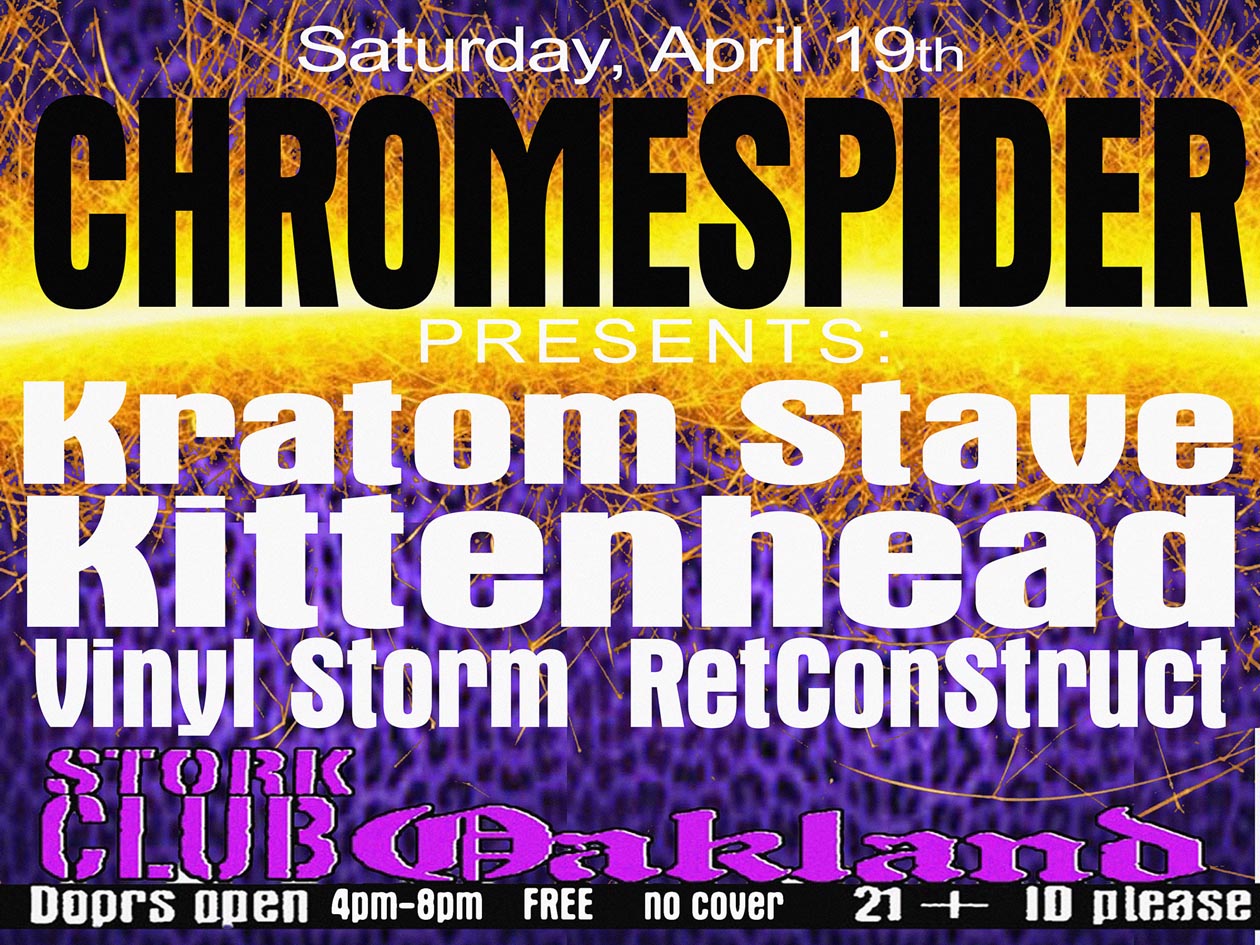 Saturday, April 19th
CHROMESPIDER
PRESENTS:
Kratom Stave
Kittenhead
Vinyl Storm RetConStruct
STORK
CLUB Oakland
Doors open 4pm-8pm FREE no cover 21 + ID please